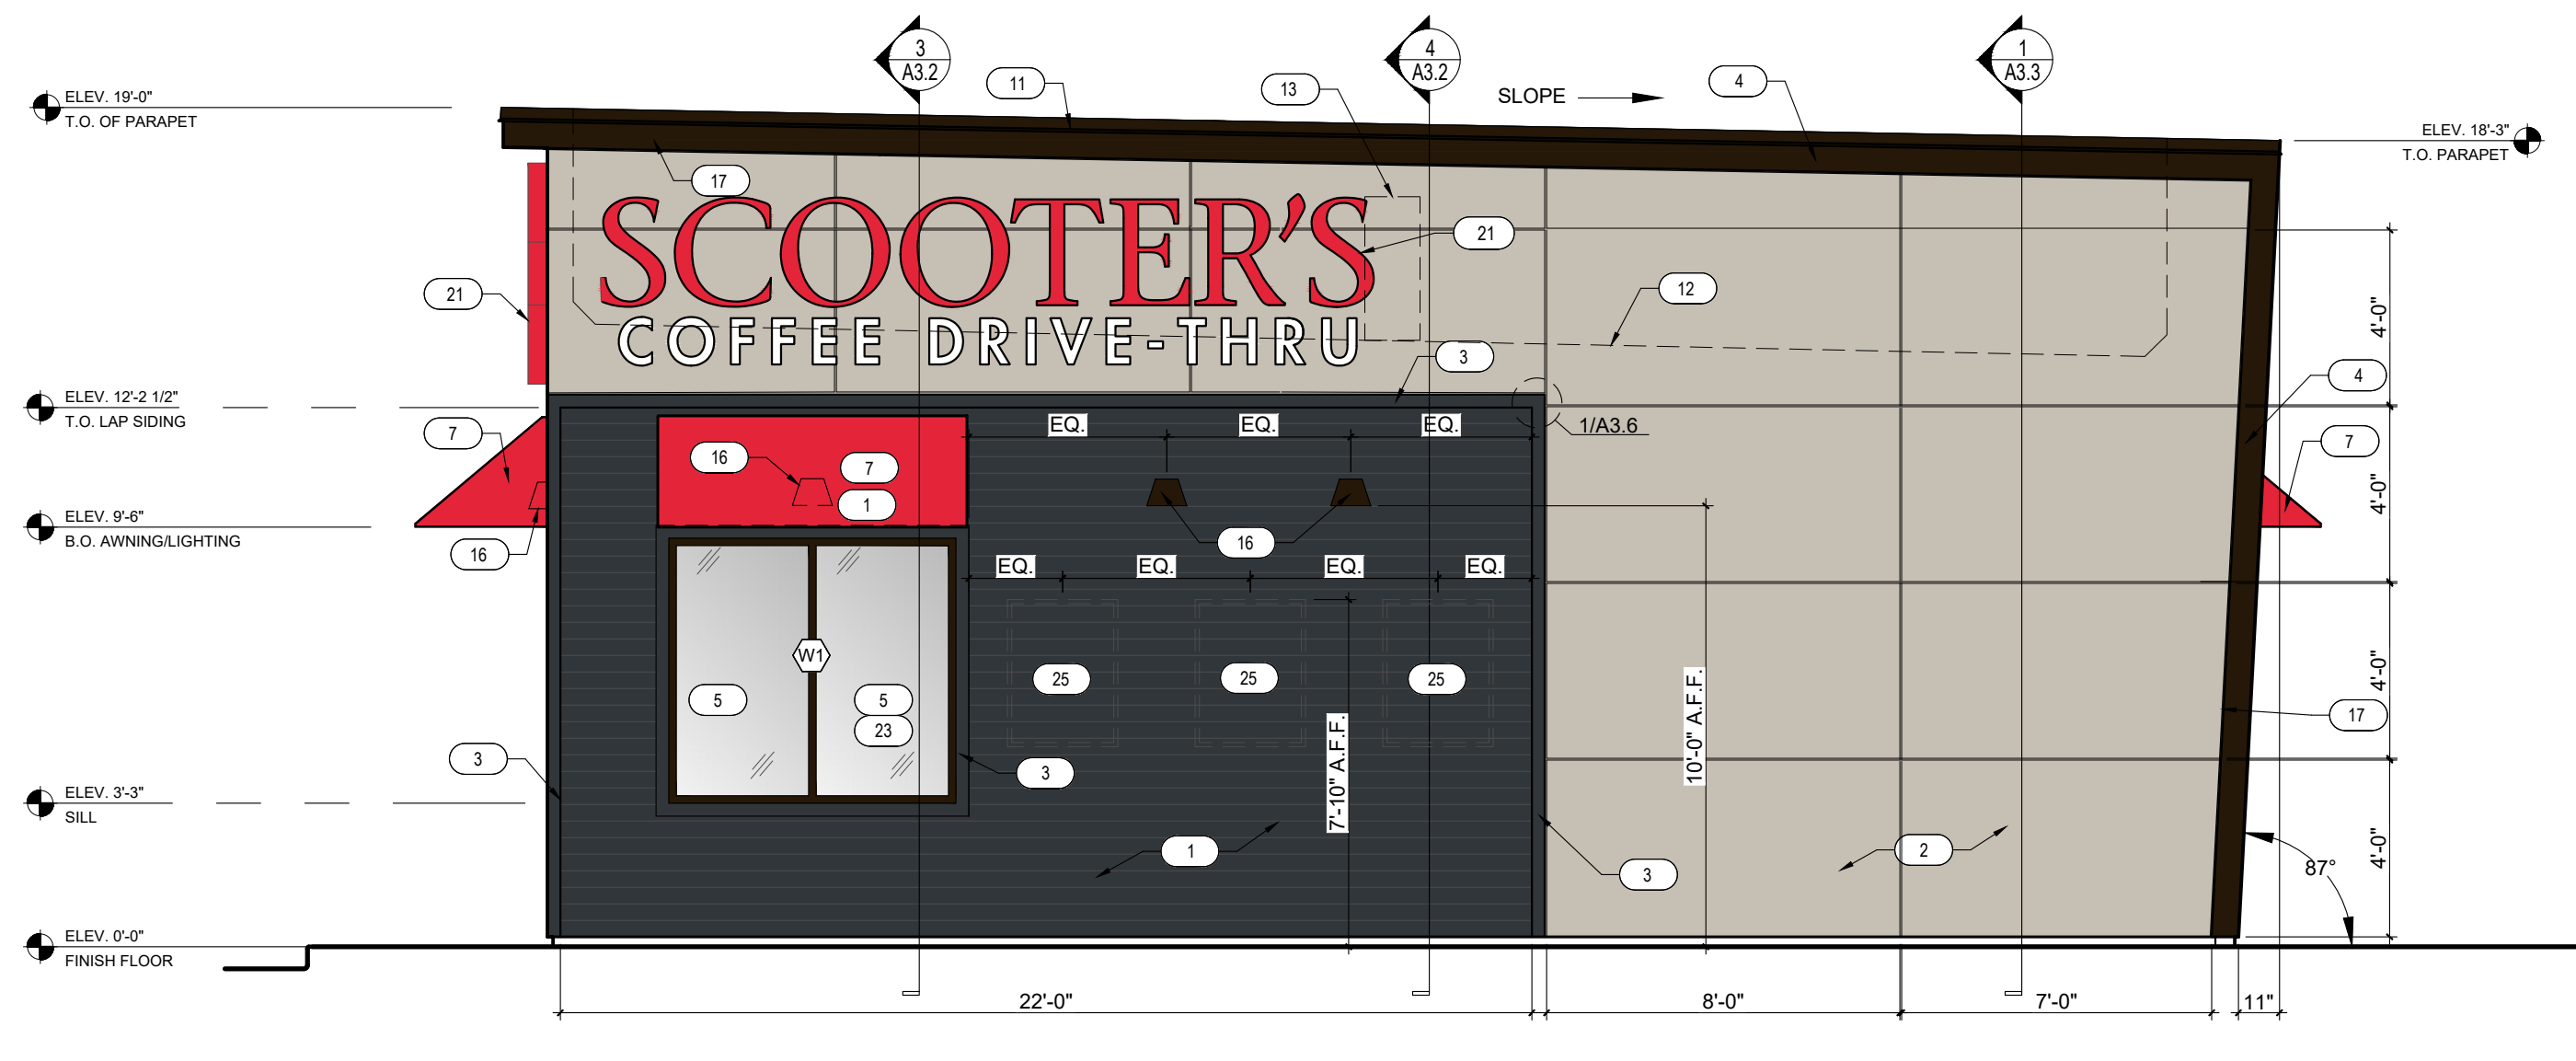 3
A3.2
4
A3.2
1
A3.3
11
13
SLOPE
4
ELEV. 19'-0"
T.O. OF PARAPET
ELEV. 18'-3"
T.O. PARAPET
17
SCOOTER'S
COFFEE DRIVE-THRU
21
21
12
3
4'-0"
4
ELEV. 12'-2 1/2"
T.O. LAP SIDING
7
EQ.
EQ.
EQ.
1/A3.6
7
16
7
1
4'-0"
ELEV. 9'-6"
B.O. AWNING/LIGHTING
16
16
EQ.
EQ.
EQ.
EQ.
W1
25
25
25
5
5
23
4'-0"
17
10'-0" A.F.F.
7'-10" A.F.F.
3
3
ELEV. 3'-3"
SILL
1
2
3
4'-0"
87°
ELEV. 0'-0"
FINISH FLOOR
22'-0"
8'-0"
7'-0"
11"